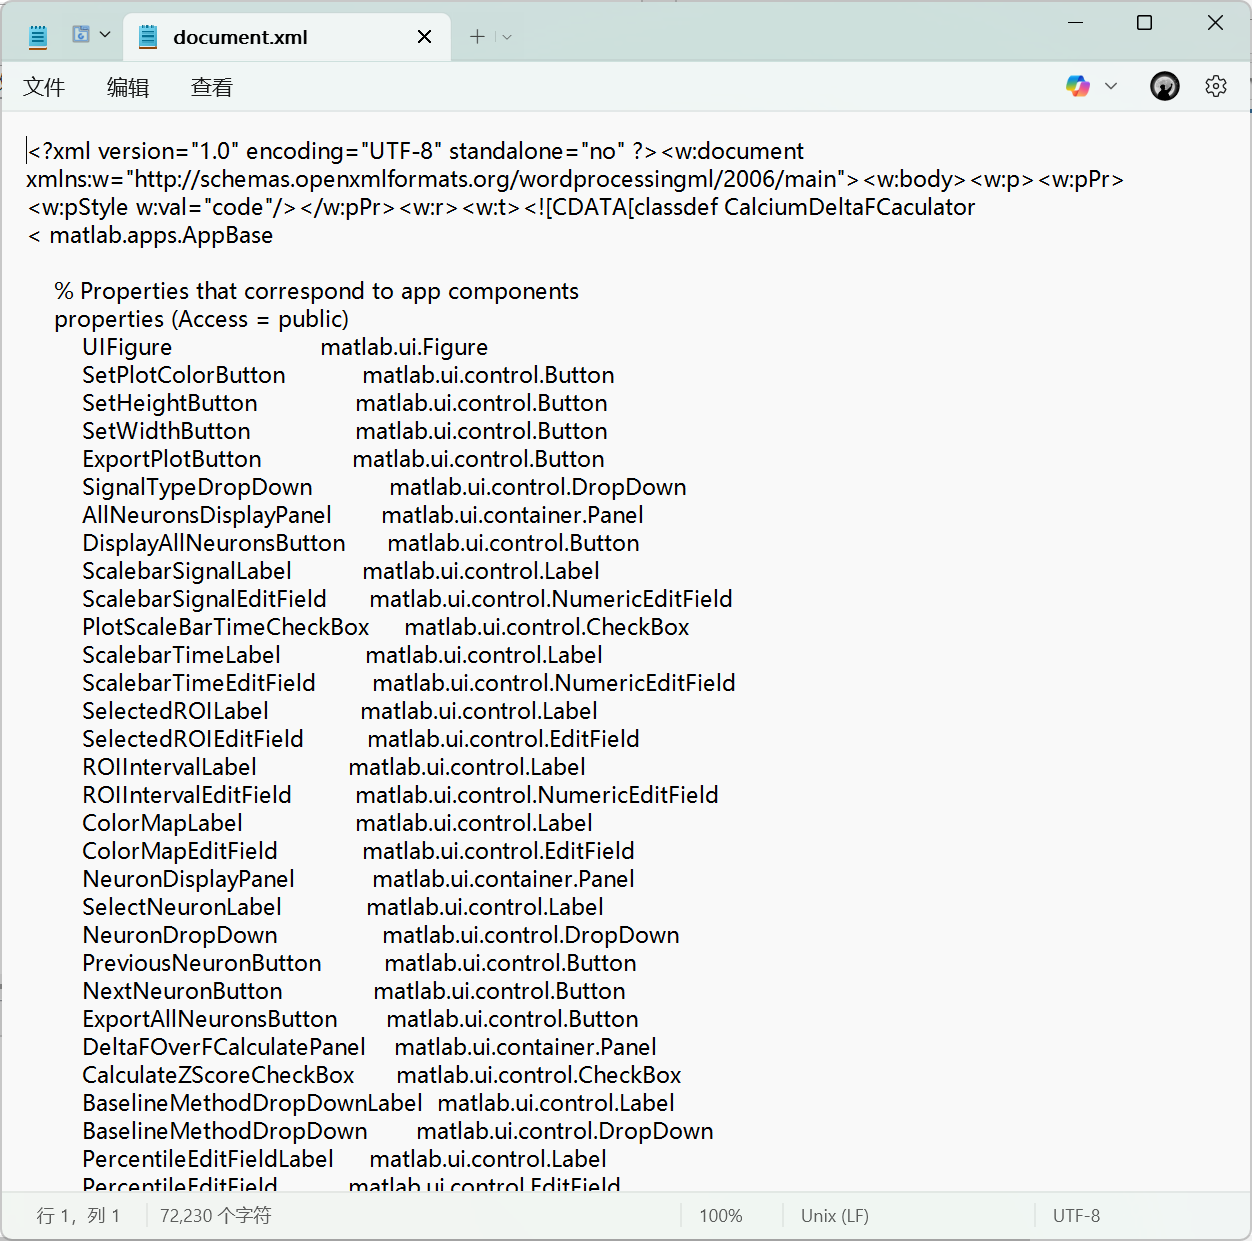 document.xml
文件 编辑 查看
<?xml version="1.0" encoding="UTF-8" standalone="no" ?><w:document
xmlns:w="http://schemas.openxmlformats.org/wordprocessingml/2006/main"><w:body><w:p><w:pPr>
<w:pStyle w:val="code"/></w:pPr><w:r><w:t><![CDATA[classdef CalciumDeltaFCaculator
< matlab.apps.AppBase
% Properties that correspond to app components
properties (Access = public)
UIFigure matlab.ui.Figure
SetPlotColorButton matlab.ui.control.Button
SetHeightButton matlab.ui.control.Button
SetWidthButton matlab.ui.control.Button
ExportPlotButton matlab.ui.control.Button
SignalTypeDropDown matlab.ui.control.DropDown
AllNeuronsDisplayPanel matlab.ui.container.Panel
DisplayAllNeuronsButton matlab.ui.control.Button
ScalebarSignalLabel matlab.ui.control.Label
ScalebarSignalEditField matlab.ui.control.NumericEditField
PlotScaleBarTimeCheckBox matlab.ui.control.CheckBox
ScalebarTimeLabel matlab.ui.control.Label
ScalebarTimeEditField matlab.ui.control.NumericEditField
SelectedROILabel matlab.ui.control.Label
SelectedROIEditField matlab.ui.control.EditField
ROIIntervalLabel matlab.ui.control.Label
ROIIntervalEditField matlab.ui.control.NumericEditField
ColorMapLabel matlab.ui.control.Label
ColorMapEditField matlab.ui.control.EditField
NeuronDisplayPanel matlab.ui.container.Panel
SelectNeuronLabel matlab.ui.control.Label
NeuronDropDown matlab.ui.control.DropDown
PreviousNeuronButton matlab.ui.control.Button
NextNeuronButton matlab.ui.control.Button
ExportAllNeuronsButton matlab.ui.control.Button
DeltaFOverFCalculatePanel matlab.ui.container.Panel
CalculateZScoreCheckBox matlab.ui.control.CheckBox
BaselineMethodDropDownLabel matlab.ui.control.Label
BaselineMethodDropDown matlab.ui.control.DropDown
PercentileEditFieldLabel matlab.ui.control.Label
PercentileEditField matlab.ui.control.EditField
行 1，列 1 72,230 个字符 100% Unix (LF) UTF-8